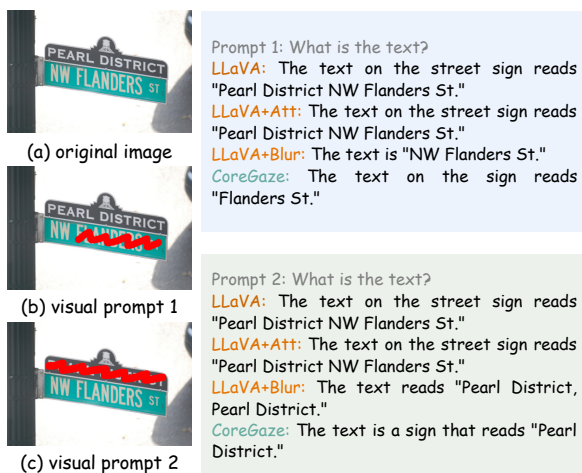 PEARL DISTRICT
NW FLANDERS ST
(a) original image
PEARL DISTRICT
NW FLANDERS ST
(b) visual prompt 1
NW FLANDERS ST
(c) visual prompt 2
Prompt 1: What is the text?
LLaVA: The text on the street sign reads
"Pearl District NW Flanders St."
LLaVA+Att: The text on the street sign reads
"Pearl District NW Flanders St."
LLaVA+Blur: The text is "NW Flanders St."
CoreGaze: The text on the sign reads
"Flanders St."
Prompt 2: What is the text?
LLaVA: The text on the street sign reads
"Pearl District NW Flanders St."
LLaVA+Att: The text on the street sign reads
"Pearl District NW Flanders St."
LLaVA+Blur: The text reads "Pearl District,
Pearl District."
CoreGaze: The text is a sign that reads "Pearl
District."